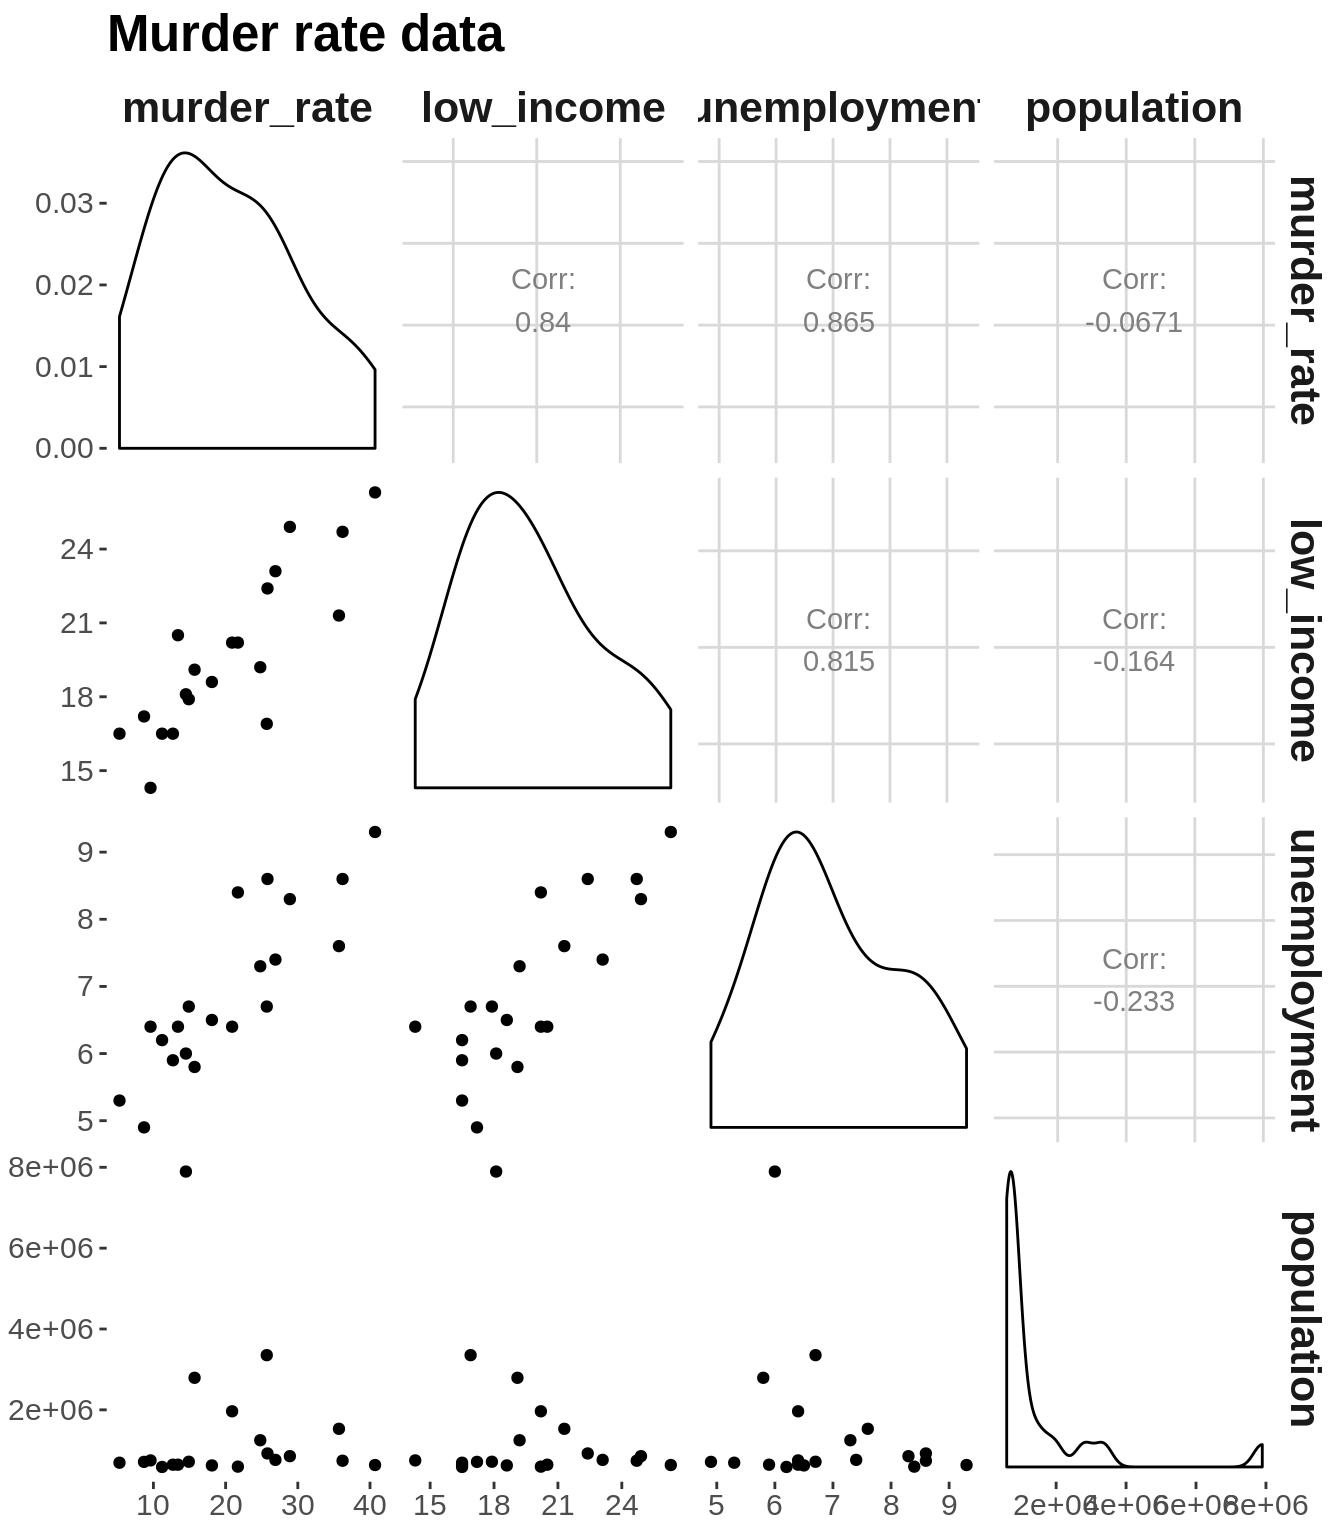 Murder rate data
murder_rate
low_income
unemployment
population
0.03
0.02
0.01
0.00
Corr:
0.84
Corr:
0.865
Corr:
-0.0671
murder_rate
24
21
18
15
Corr:
0.815
Corr:
-0.164
low_income
9
8
7
6
5
Corr:
-0.233
unemployment
8e+06
6e+06
4e+06
2e+06
population
10 20 30 40
15 18 21 24
5 6 7 8 9
2e+06 4e+06 6e+06 8e+06